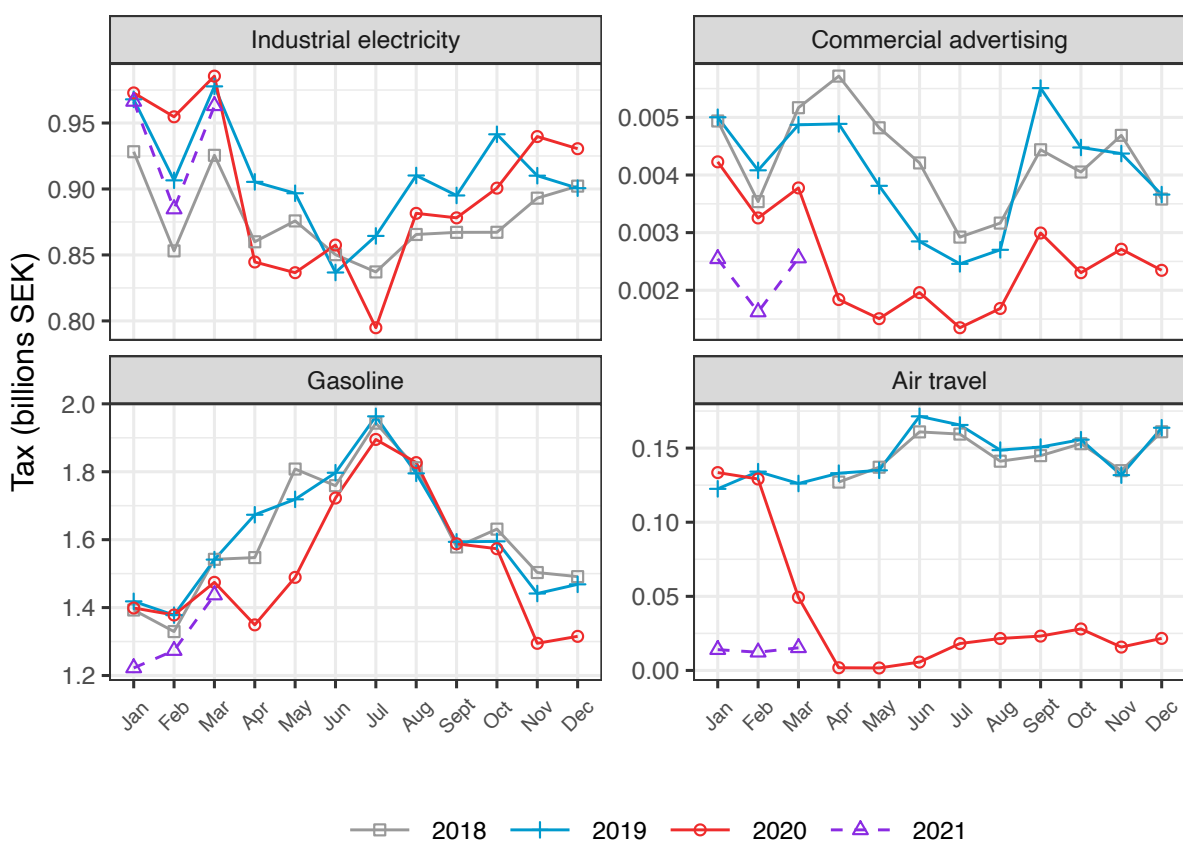 Industrial electricity
Commercial advertising
0.95
0.90
0.85
0.80
0.005
0.004
0.003
0.002
Tax (billions SEK)
Gasoline
Air travel
2.0
1.8
1.6
1.4
1.2
0.15
0.10
0.05
0.00
Jan Feb Mar Apr May Jun Jul Aug Sept Oct Nov Dec
Jan Feb Mar Apr May Jun Jul Aug Sept Oct Nov Dec
2018 2019 2020 2021